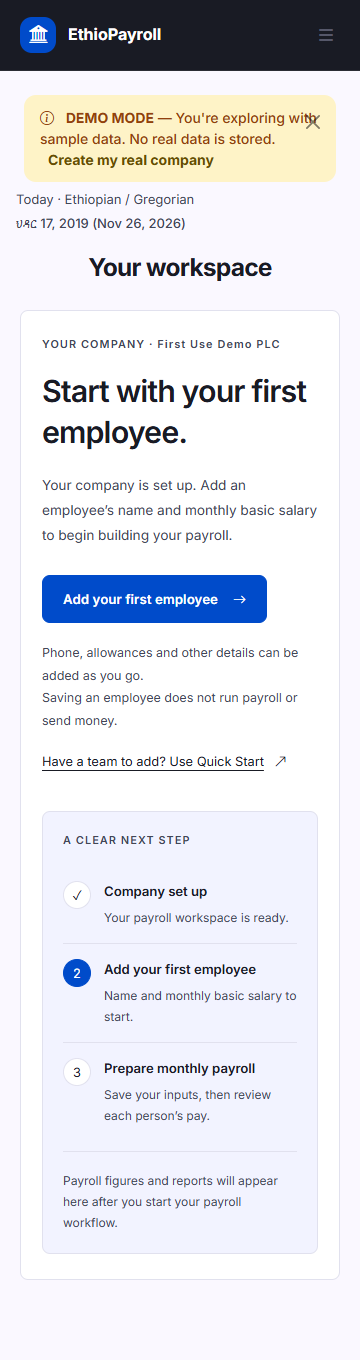 EthioPayroll
DEMO MODE — You're exploring with
sample data. No real data is stored.
Create my real company
Today · Ethiopian / Gregorian
ህዳር 17, 2019 (Nov 26, 2026)
Your workspace
YOUR COMPANY · First Use Demo PLC
Start with your first
employee.
Your company is set up. Add an
employee's name and monthly basic salary
to begin building your payroll.
Add your first employee →
Phone, allowances and other details can be
added as you go.
Saving an employee does not run payroll or
send money.
Have a team to add? Use Quick Start ↗
A CLEAR NEXT STEP
✓ Company set up
Your payroll workspace is ready.
2 Add your first employee
Name and monthly basic salary to
start.
3 Prepare monthly payroll
Save your inputs, then review
each person's pay.
Payroll figures and reports will appear
here after you start your payroll
workflow.